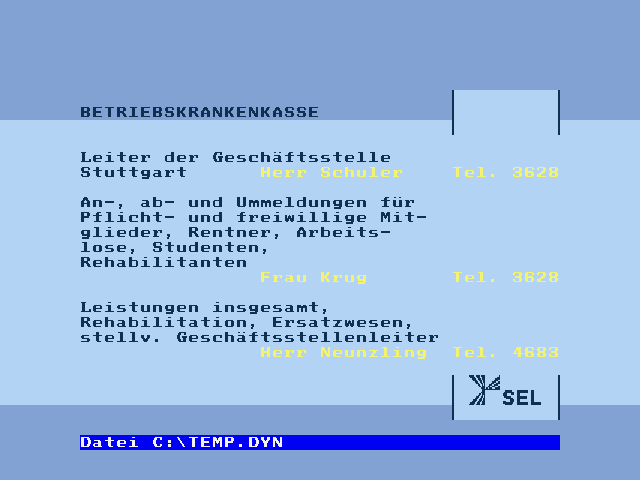 BETRIEBSKRANKENKASSE
Leiter der Geschäftsstelle
Stuttgart Herr Schuler Tel. 3628
An-, ab- und Ummeldungen für
Pflicht- und freiwillige Mit-
glieder, Rentner, Arbeits-
lose, Studenten,
Rehabilitanten
Frau Krug Tel. 3628
Leistungen insgesamt,
Rehabilitation, Ersatzwesen,
stellv. Geschäftsstellenleiter
Herr Neunzling Tel. 4683
SEL
Datei C:\TEMP.DYN